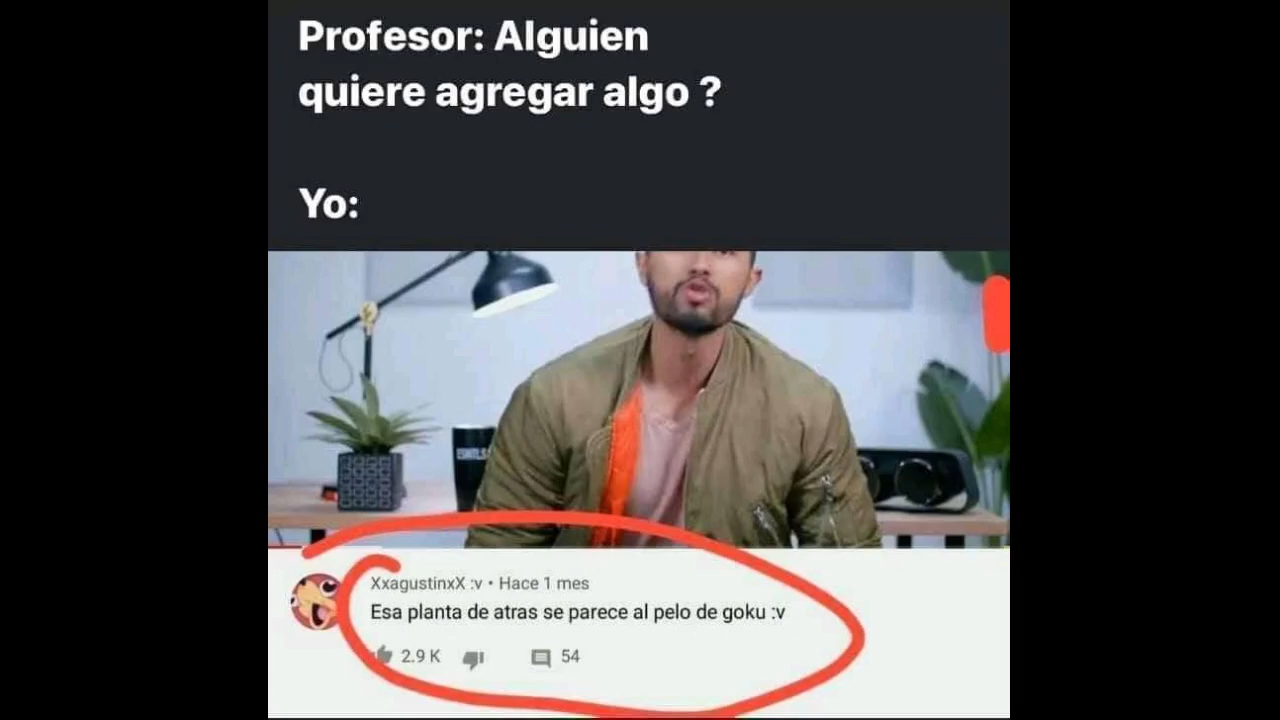 Profesor: Alguien
quiere agregar algo ?
Yo:
XxagustinxX :v • Hace 1 mes
Esa planta de atras se parece al pelo de goku :v
2.9 K
54